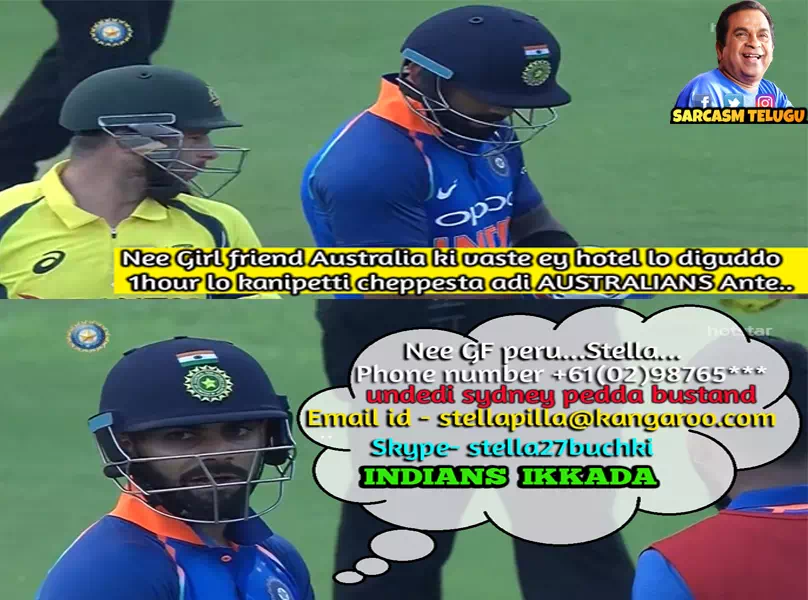 SARCASM TELUGU
oppo
Nee Girl friend Australia ki vaste ey hotel lo diguddo
1hour lo kanipetti cheppesta adi AUSTRALIANS Ante..
hotstar
Nee GF peru...Stella...
Phone number +61(02)98765***
undedi sydney pedda bustand
Email id - stellapilla@kangaroo.com
Skype- stella27buchki
INDIANS IKKADA